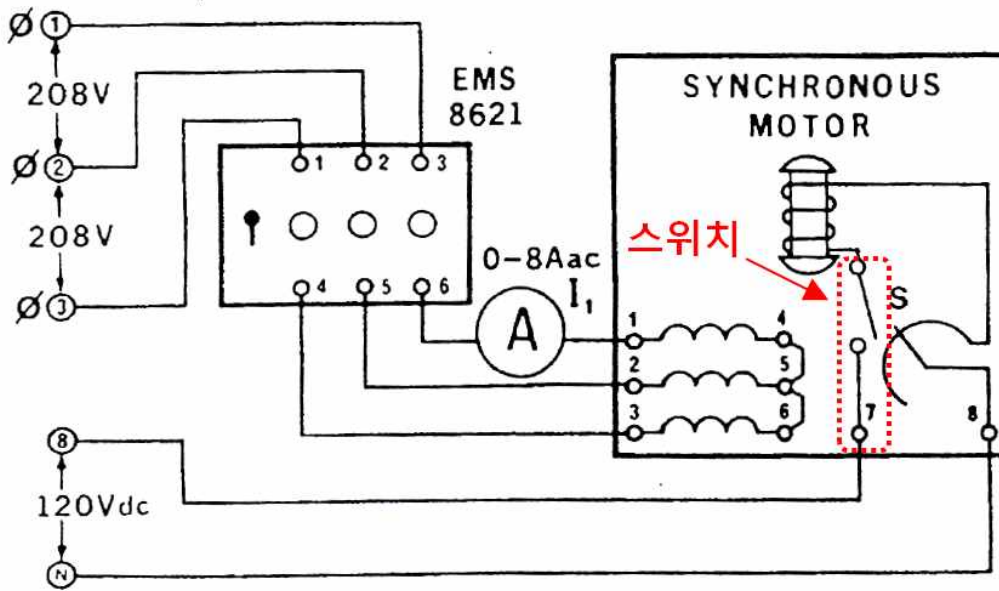 Ø 1
208V
Ø 2
208V
Ø 3
EMS
8621
1 2 3
4 5 6
0-8Aac
I1
A
SYNCHRONOUS
MOTOR
스위치
S
1 4
2 5
3 6
7 8
8
120Vdc
N